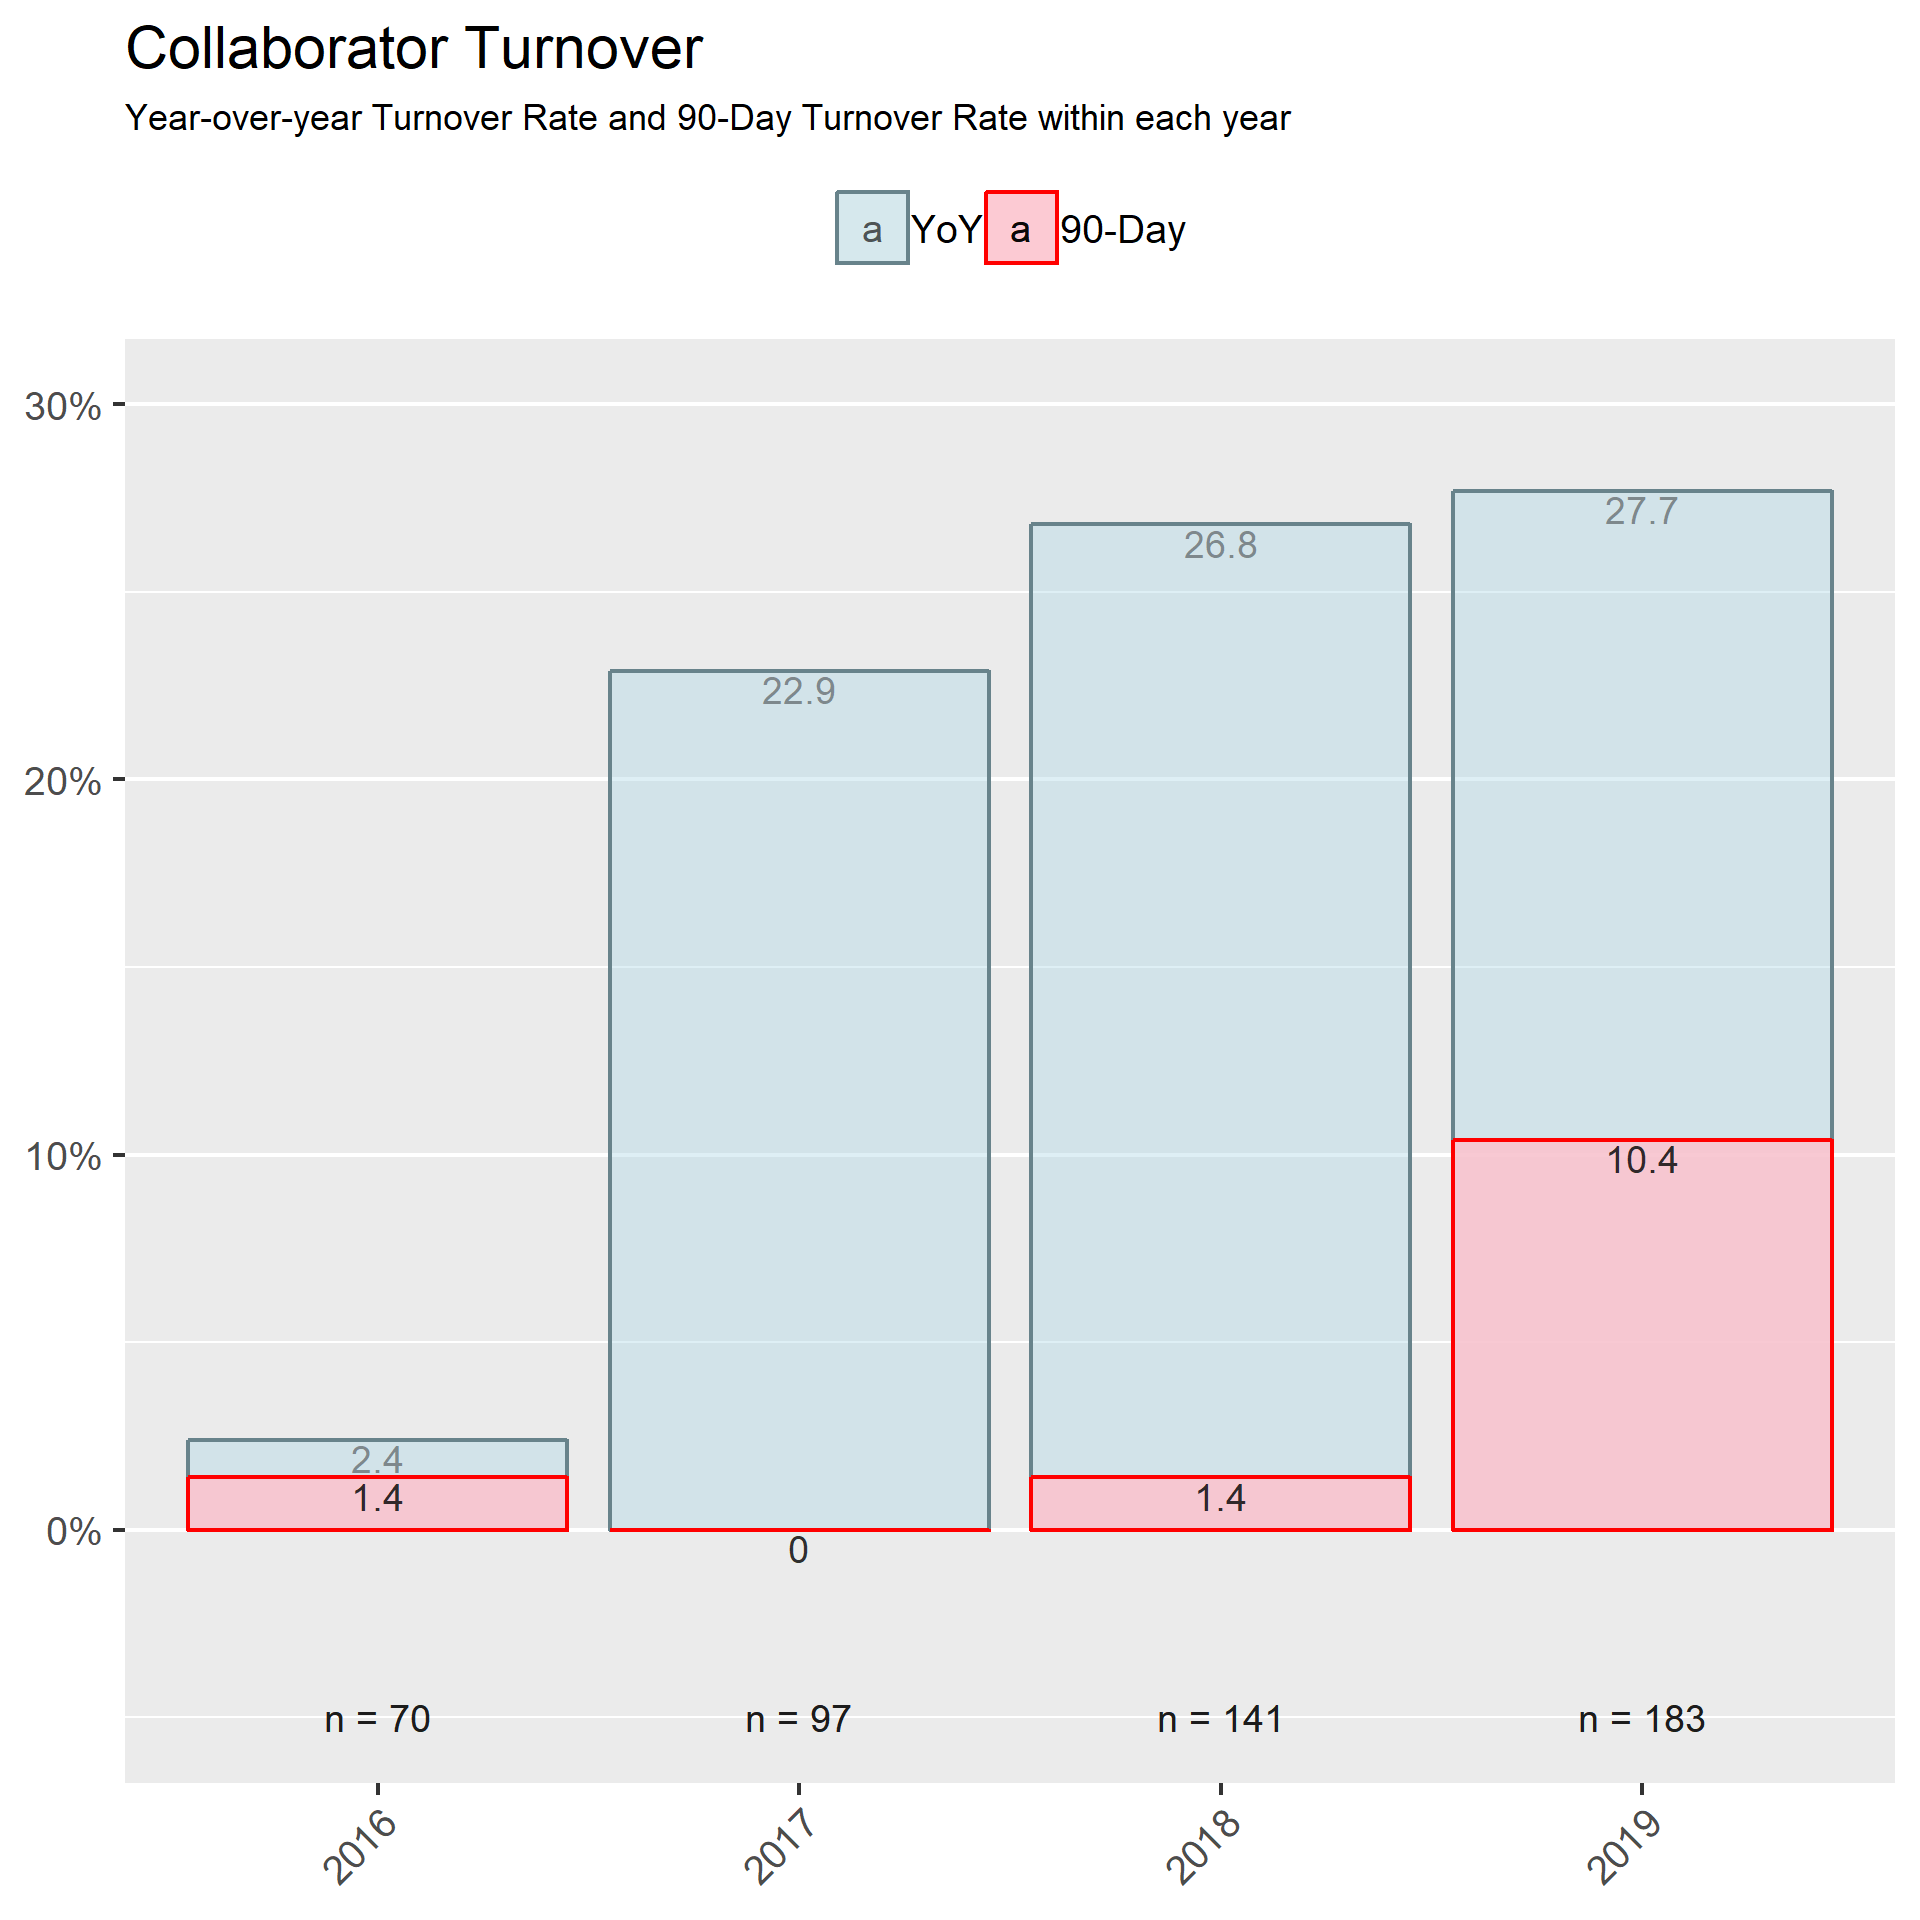 Collaborator Turnover
Year-over-year Turnover Rate and 90-Day Turnover Rate within each year
a YoY a 90-Day
30%
20%
10%
0%
2.4
1.4
22.9
0
26.8
1.4
27.7
10.4
n = 70
n = 97
n = 141
n = 183
2016
2017
2018
2019